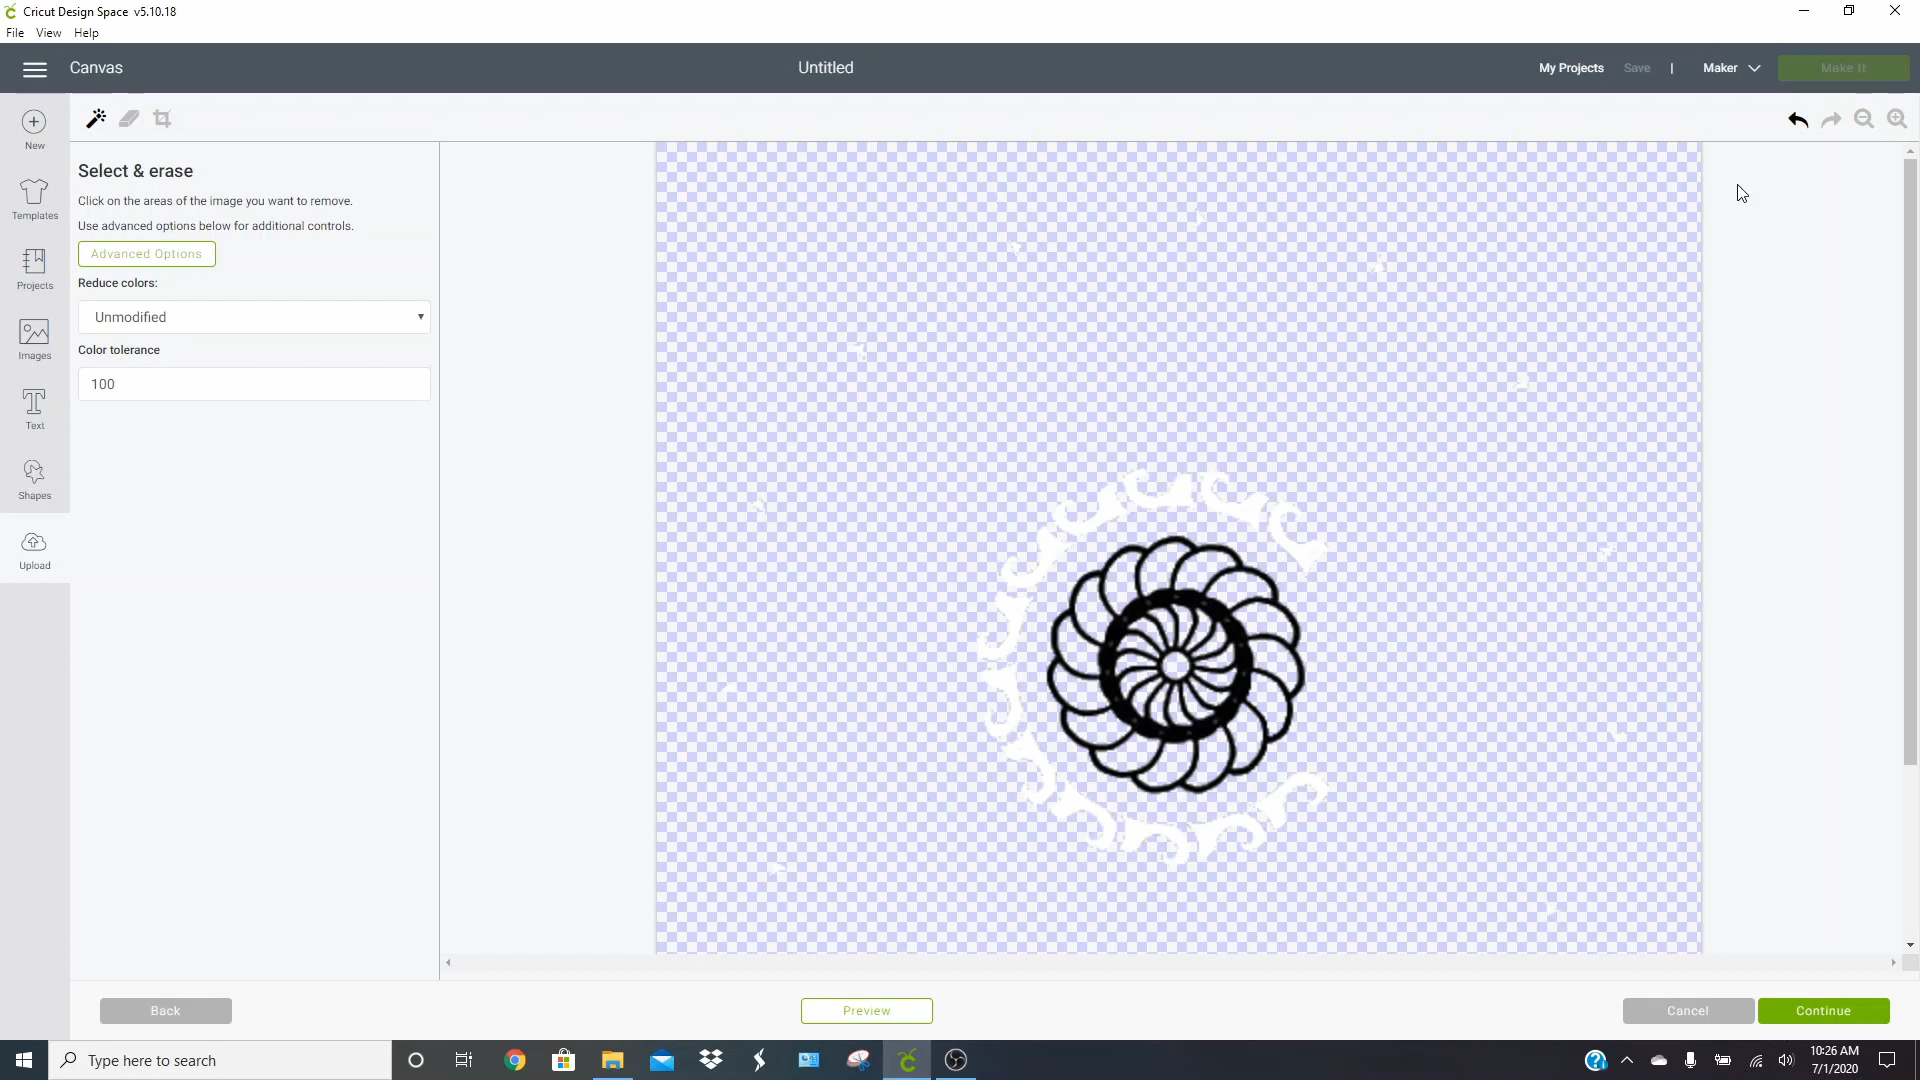 Cricut Design Space v5.10.18
File View Help
Canvas
Untitled
My Projects Save | Maker Make It
New
Templates
Projects
Images
Text
Shapes
Upload
Select & erase
Click on the areas of the image you want to remove.
Use advanced options below for additional controls.
Advanced Options
Reduce colors:
Unmodified
Color tolerance
100
Back
Preview
Cancel
Continue
Type here to search
10:26 AM
7/1/2020